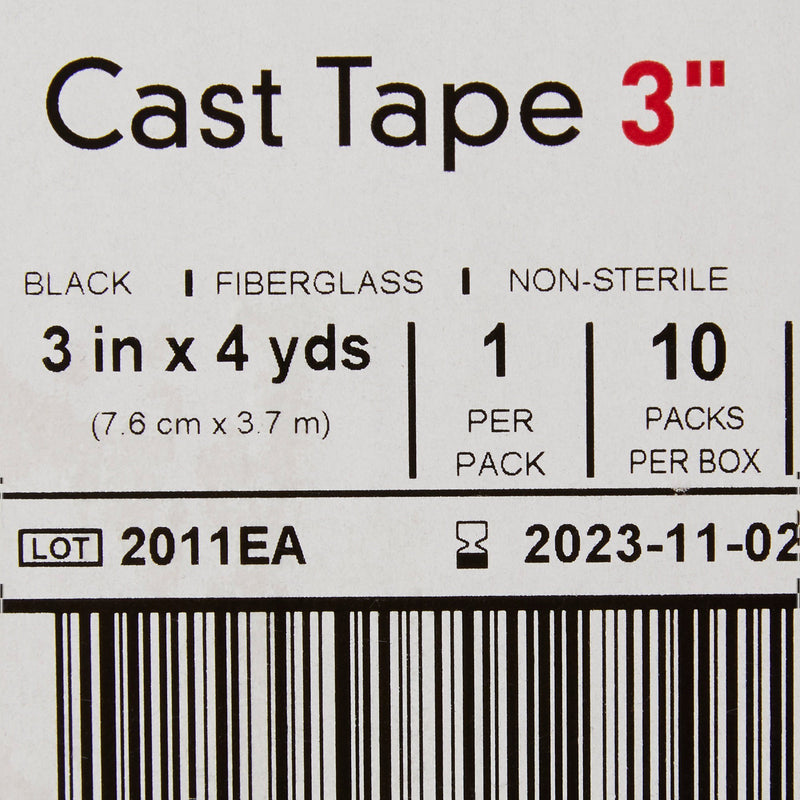 Cast Tape 3"
BLACK FIBERGLASS NON-STERILE
3 in x 4 yds
(7.6 cm x 3.7 m)
1
PER
PACK
10
PACKS
PER BOX
LOT 2011EA
2023-11-02